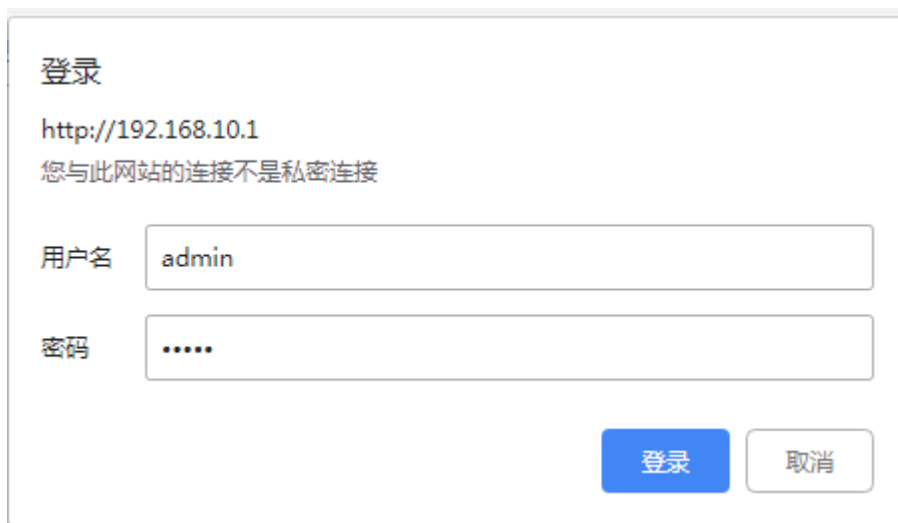 登录
http://192.168.10.1
您与此网站的连接不是私密连接
用户名 admin
密码 •••••
登录 取消